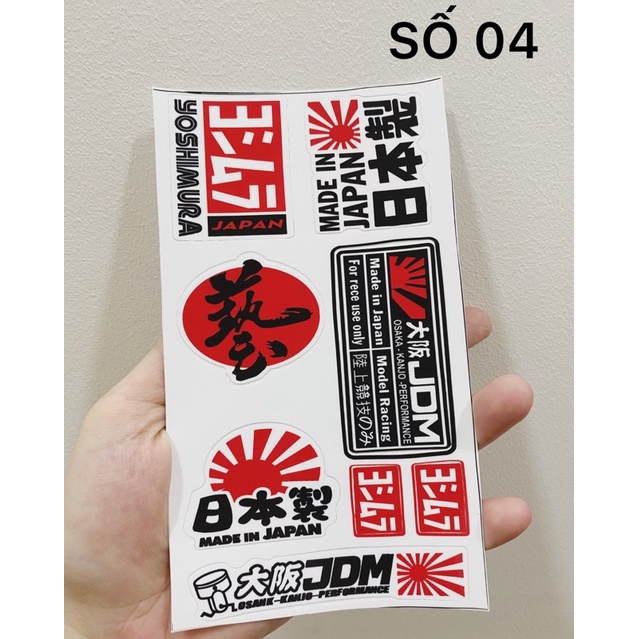 SỐ 04
ヨシムラ
JAPAN
YOSHIMURA
日本製
MADE IN
JAPAN
藝
大阪JDM
OSAKA - KANJO -PERFORMANCE
Made in Japan
Model Racing
For rece use only
陸上競技のみ
日本製
MADE IN JAPAN
ヨシムラ
ヨシムラ
大阪JDM
OSANK-KANJO-PERFORMANCE